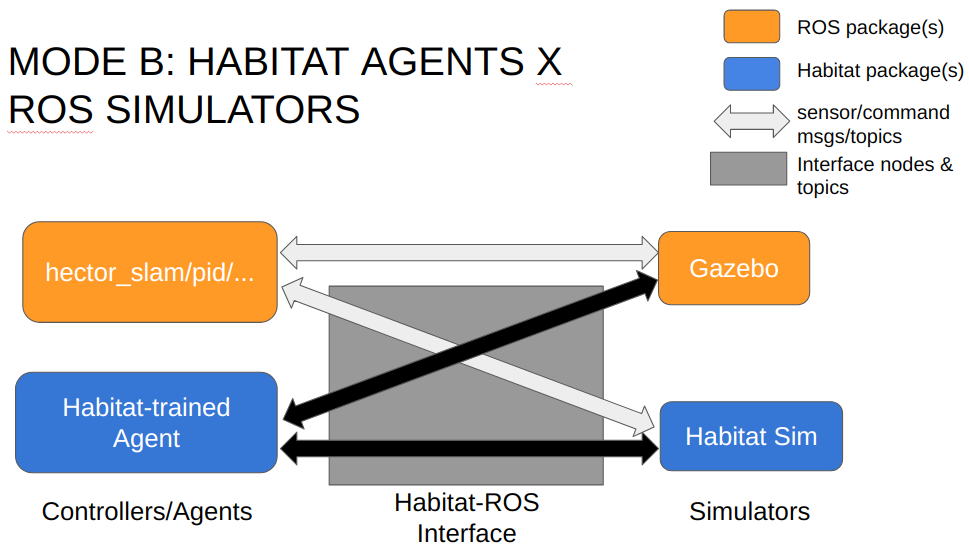 MODE B: HABITAT AGENTS X
ROS SIMULATORS
ROS package(s)
Habitat package(s)
sensor/command
msgs/topics
Interface nodes &
topics
hector_slam/pid/...
Gazebo
Habitat-trained
Agent
Habitat Sim
Controllers/Agents
Habitat-ROS
Interface
Simulators